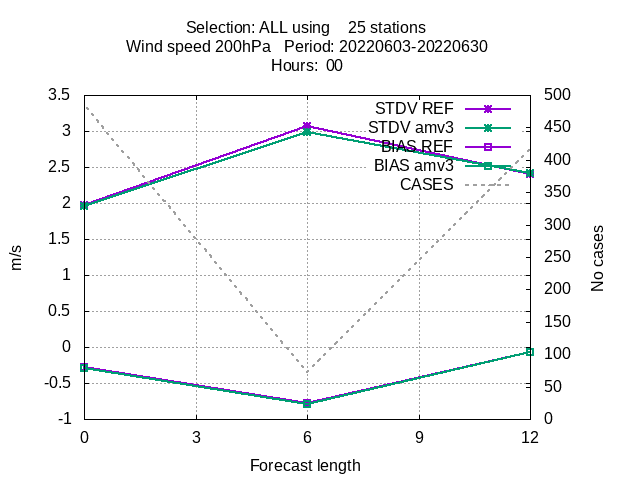 Selection: ALL using 25 stations
Wind speed 200hPa Period: 20220603-20220630
Hours: 00
3.5
3
2.5
2
1.5
1
0.5
0
-0.5
-1
500
450
400
350
300
250
200
150
100
50
0
STDV REF
STDV amv3
BIAS REF
BIAS amv3
CASES
m/s
No cases
0 3 6 9 12
Forecast length